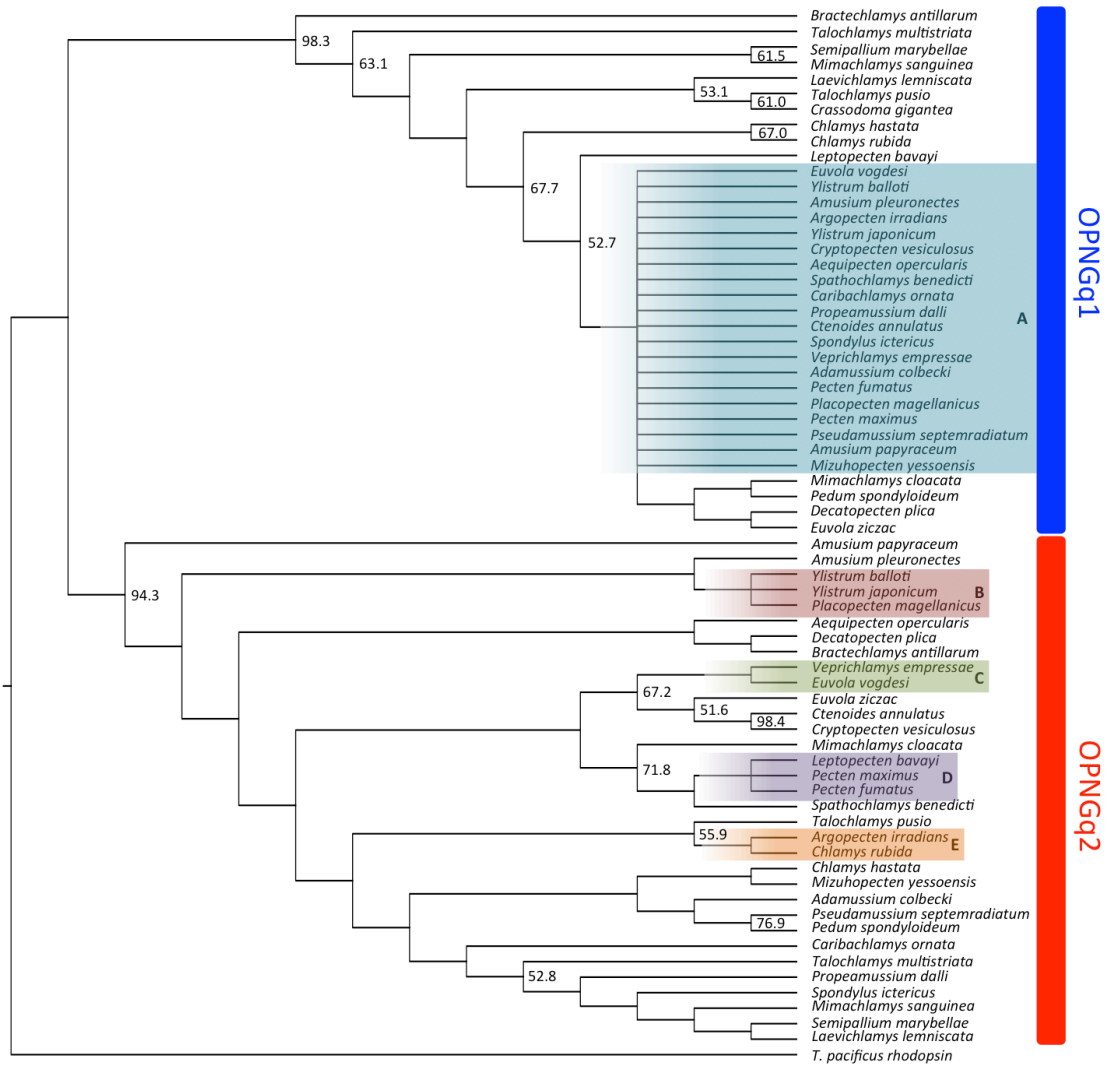 Bractechlamys antillarum
Talochlamys multistriata
98.3
63.1
Semipallium marybellae
61.5
Mimachlamys sanguinea
Laevichlamys lemniscata
53.1
Talochlamys pusio
61.0
Crassodoma gigantea
Chlamys hastata
67.0
Chlamys rubida
Leptopecten bavayi
Euvola vogdesi
67.7
Ylistrum balloti
Amusium pleuronectes
Argopecten irradians
Ylistrum japonicum
52.7
Cryptopecten vesiculosus
Aequipecten opercularis
Spathochlamys benedicti
Caribachlamys ornata
Propeamussium dalli
A
Ctenoides annulatus
Spondylus ictericus
Veprichlamys empressae
Adamussium colbecki
Pecten fumatus
Placopecten magellanicus
Pecten maximus
Pseudamussium septemradiatum
Amusium papyraceum
Mizuhopecten yessoensis
Mimachlamys cloacata
Pedum spondyloideum
Decatopecten plica
Euvola ziczac
OPNGq1
Amusium papyraceum
Amusium pleuronectes
Ylistrum balloti
94.3
Ylistrum japonicum
B
Placopecten magellanicus
Aequipecten opercularis
Decatopecten plica
Bractechlamys antillarum
Veprichlamys empressae
C
Euvola vogdesi
67.2
Euvola ziczac
51.6
Ctenoides annulatus
98.4
Cryptopecten vesiculosus
Mimachlamys cloacata
Leptopecten bavayi
71.8
Pecten maximus
D
Pecten fumatus
Spathochlamys benedicti
Talochlamys pusio
55.9
Argopecten irradians
E
Chlamys rubida
Chlamys hastata
Mizuhopecten yessoensis
Adamussium colbecki
Pseudamussium septemradiatum
76.9
Pedum spondyloideum
Caribachlamys ornata
Talochlamys multistriata
52.8
Propeamussium dalli
Spondylus ictericus
Mimachlamys sanguinea
Semipallium marybellae
Laevichlamys lemniscata
OPNGq2
T. pacificus rhodopsin